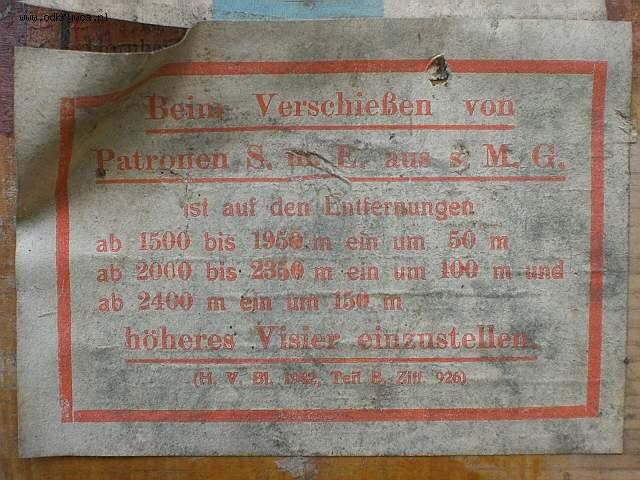 www.odkrywca.pl
Beim Verschießen von
Patronen S. m. E. aus s. M. G.
ist auf den Entfernungen
ab 1500 bis 1950 m ein um 50 m
ab 2000 bis 2350 m ein um 100 m und
ab 2400 m ein um 150 m
höheres Visier einzustellen.
(H. V. Bl. 1942, Teil B, Ziff. 926)